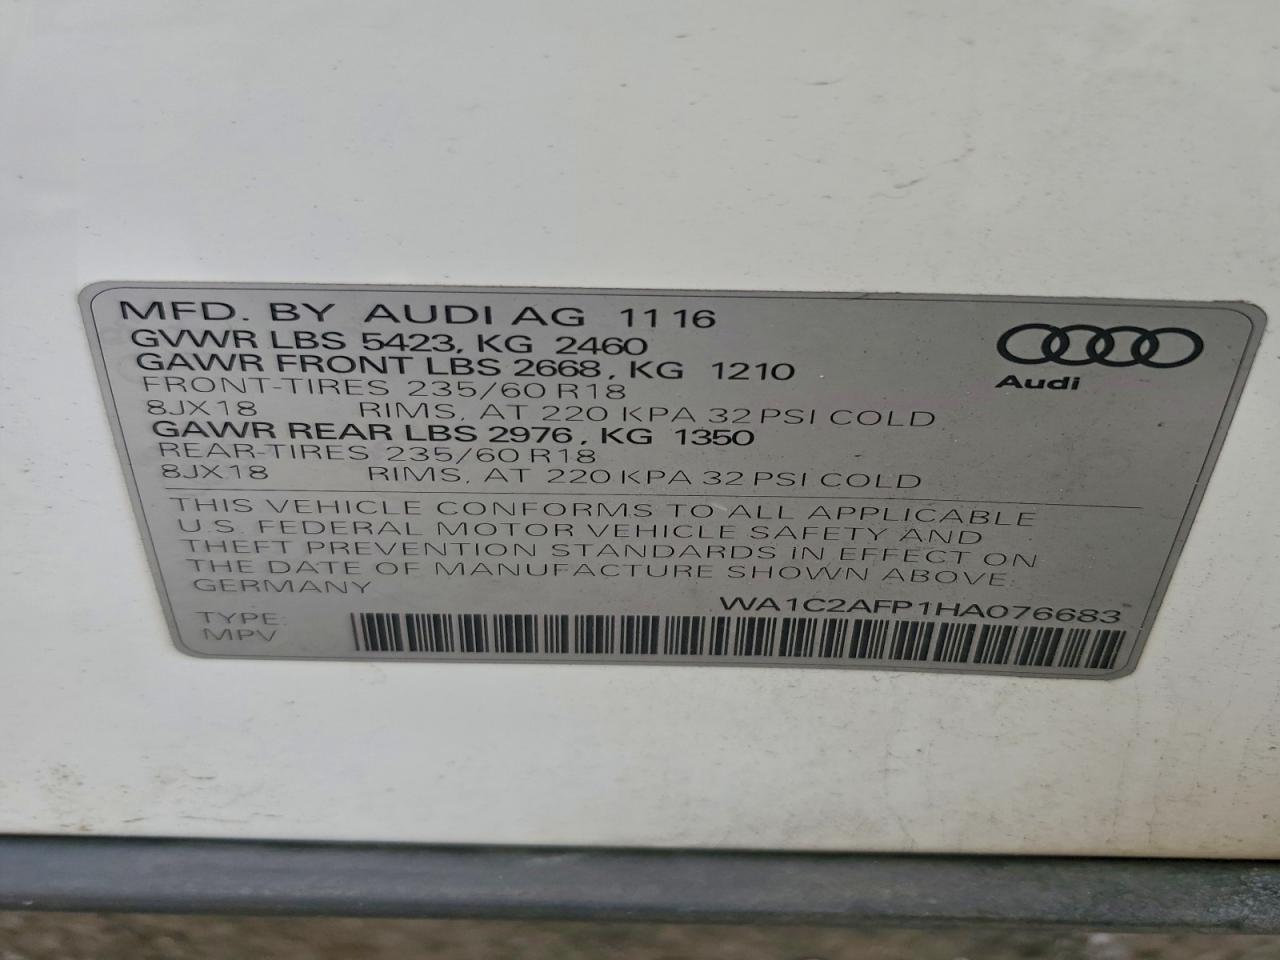 MFD. BY AUDI AG 11 16
GVWR LBS 5423, KG 2460
GAWR FRONT LBS 2668, KG 1210
FRONT-TIRES 235/60 R18
8JX18 RIMS, AT 220 KPA 32 PSI COLD
GAWR REAR LBS 2976, KG 1350
REAR-TIRES 235/60 R18
8JX18 RIMS, AT 220 KPA 32 PSI COLD
Audi
THIS VEHICLE CONFORMS TO ALL APPLICABLE
U.S. FEDERAL MOTOR VEHICLE SAFETY AND
THEFT PREVENTION STANDARDS IN EFFECT ON
THE DATE OF MANUFACTURE SHOWN ABOVE.
GERMANY
WA1C2AFP1HA076683
TYPE:
MPV